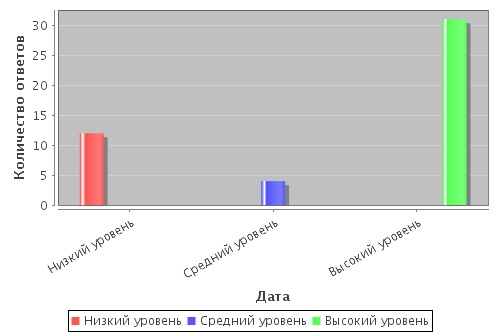 Количество ответов
30
25
20
15
10
5
0
Низкий уровень
Средний уровень
Высокий уровень
Дата
Низкий уровень Средний уровень Высокий уровень